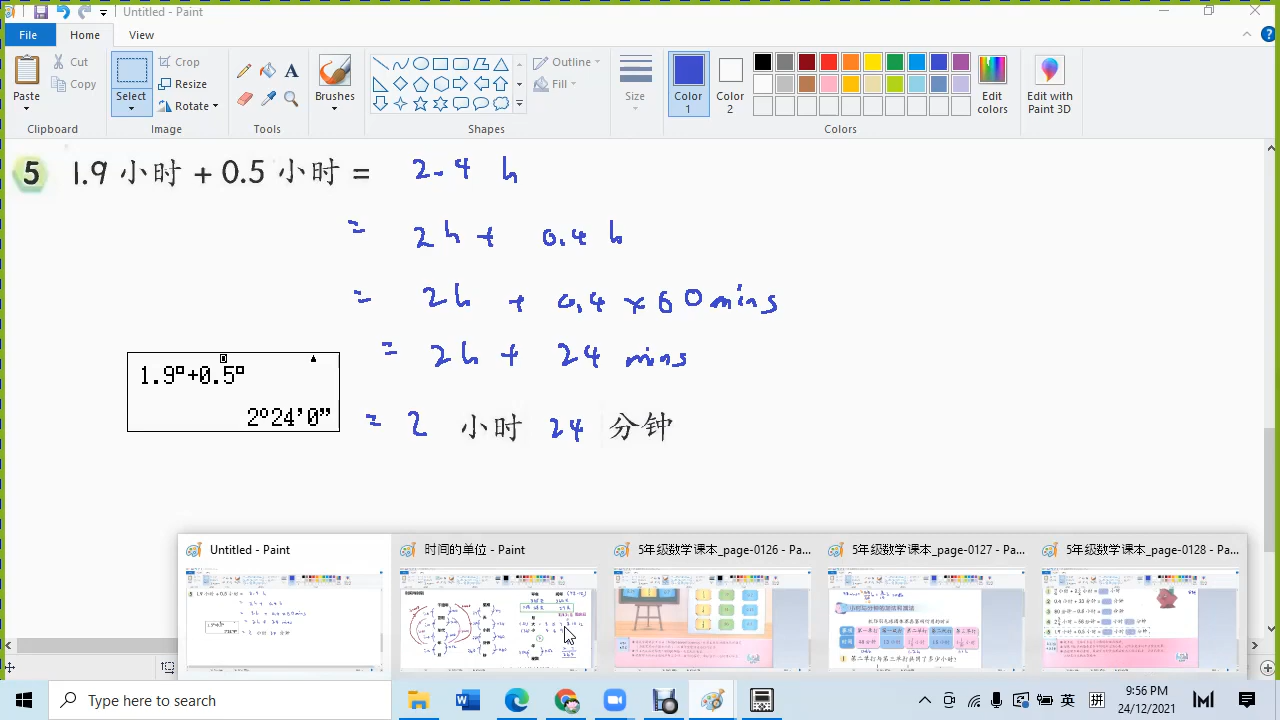 Untitled - Paint
File Home View
Paste
Select
Cut
Copy
Crop
Resize
Rotate
Brushes
Outline
Fill
Size
Color 1
Color 2
Edit colors
Edit with Paint 3D
Clipboard
Image
Tools
Shapes
Colors
5 1.9 小时 + 0.5 小时 = 2.4 h
= 2h + 0.4 h
= 2h + 0.4 × 60 mins
= 2h + 24 mins
1.9°+0.5°
2°24'0"
= 2 小时 24 分钟
Untitled - Paint
时间的单位 - Paint
5年级数学课本_page-0126 - Pa...
5年级数学课本_page-0127 - Pa...
5年级数学课本_page-0128 - Pa...
Type here to search
英
拼
9:56 PM
24/12/2021